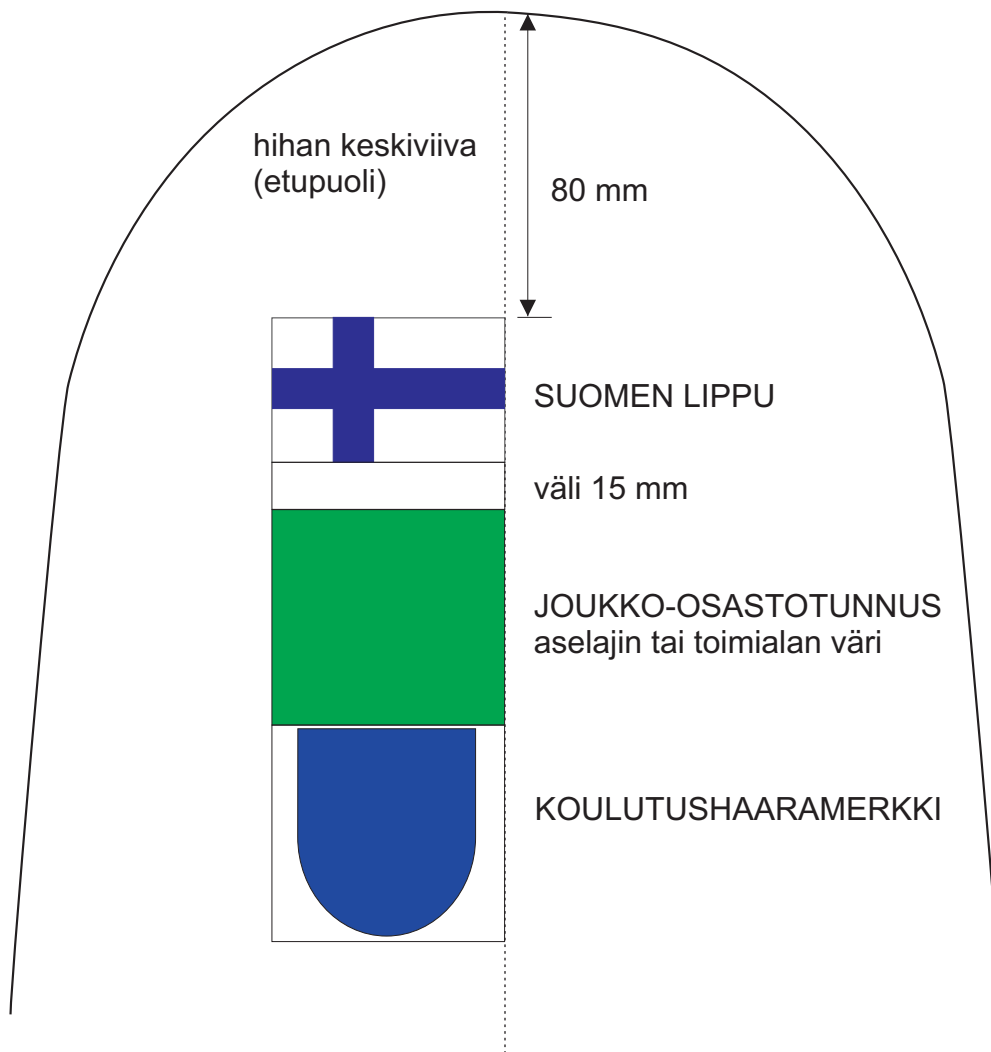 hihan keskiviiva
(etupuoli)
80 mm
SUOMEN LIPPU
väli 15 mm
JOUKKO-OSASTOTUNNUS
aselajin tai toimialan väri
KOULUTUSHAARAMERKKI